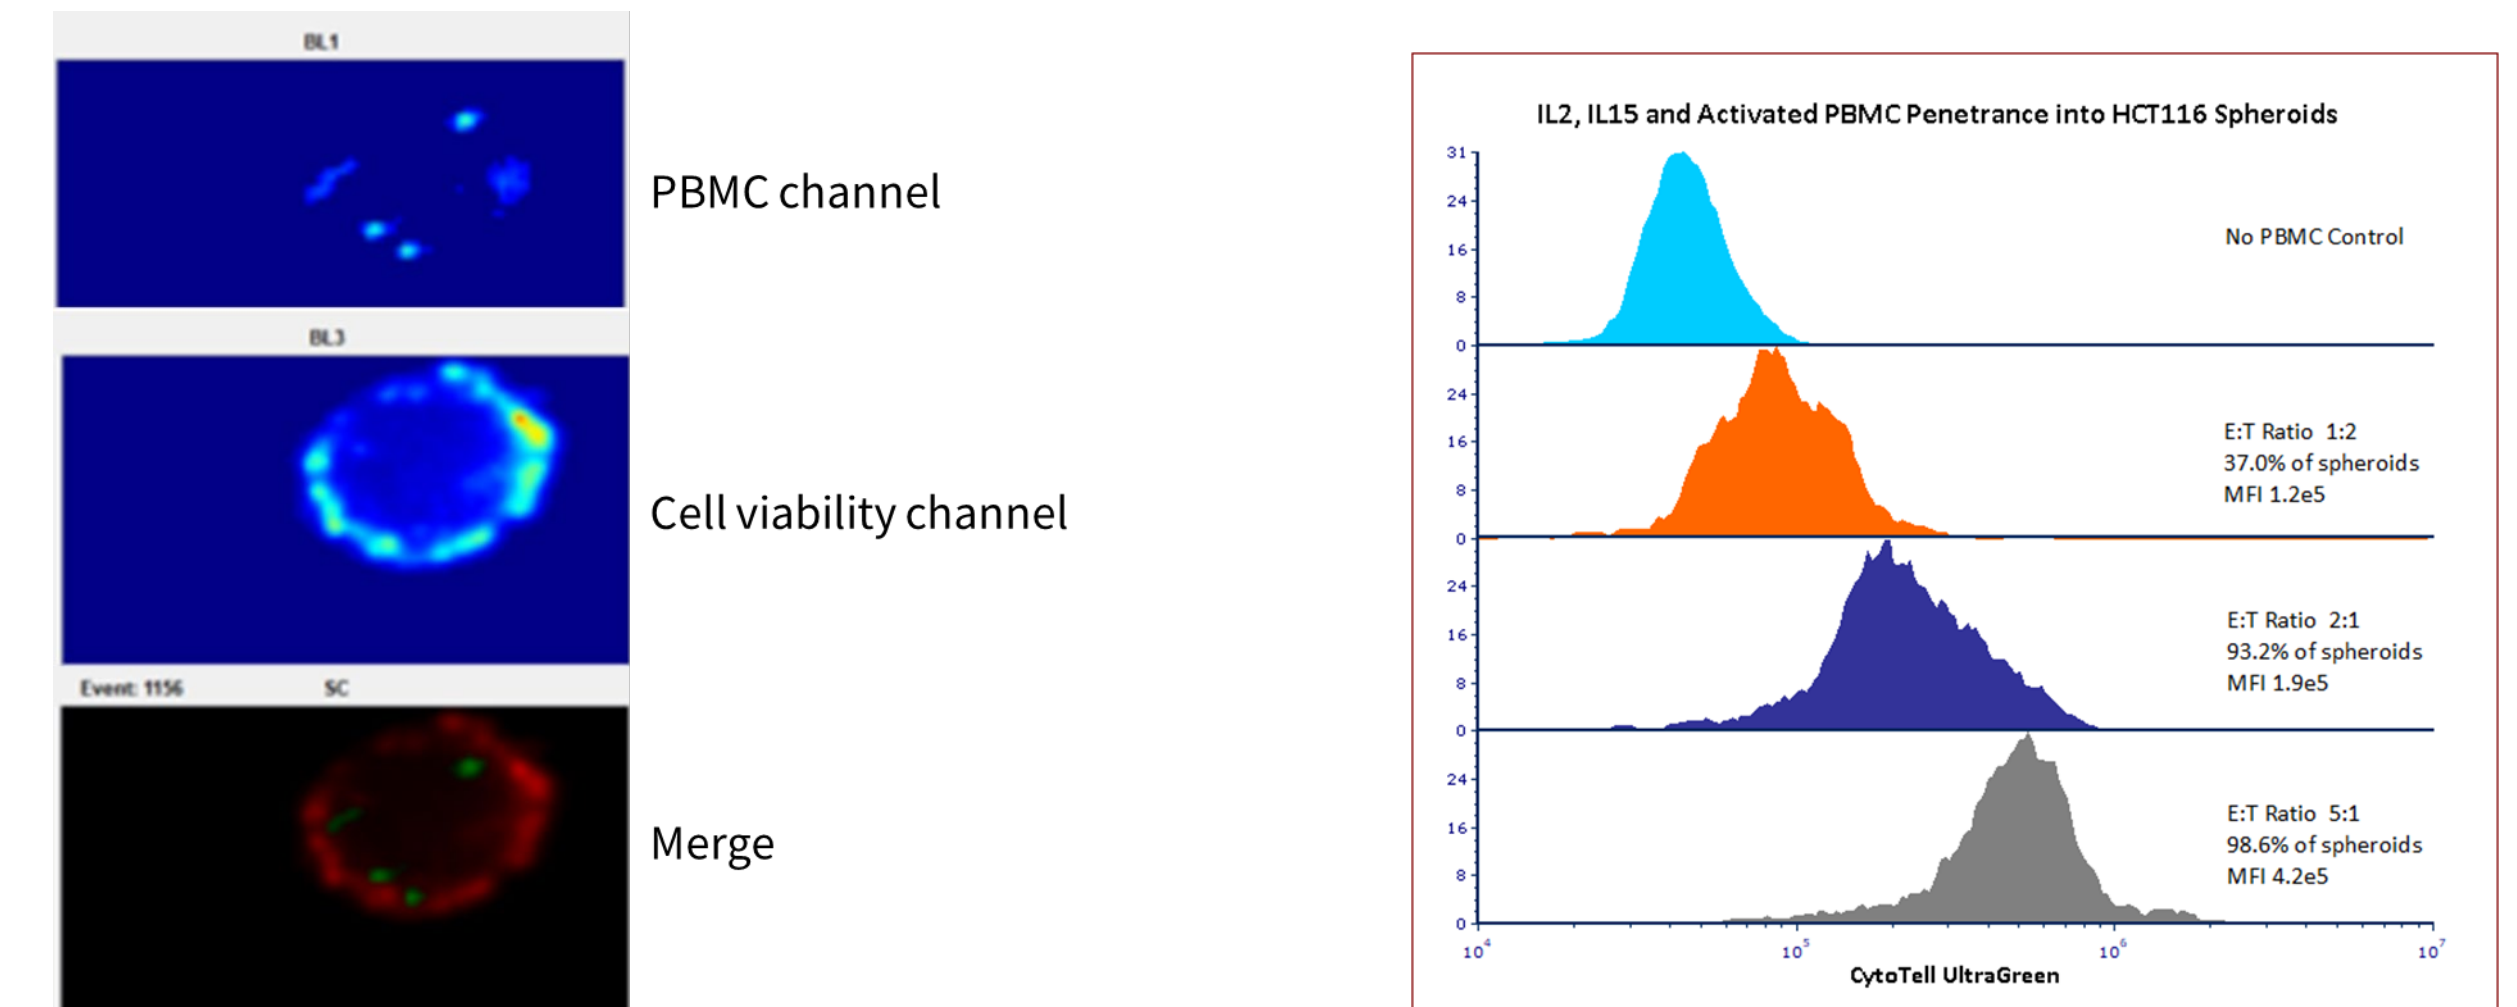 BL1
PBMC channel
BL3
Cell viability channel
Event: 1156 SC
Merge
IL2, IL15 and Activated PBMC Penetrance into HCT116 Spheroids
31
24
16
8
0
No PBMC Control
24
16
8
0
E:T Ratio 1:2
37.0% of spheroids
MFI 1.2e5
24
16
8
0
E:T Ratio 2:1
93.2% of spheroids
MFI 1.9e5
24
16
8
0
E:T Ratio 5:1
98.6% of spheroids
MFI 4.2e5
10⁴ 10⁵ 10⁶ 10⁷
CytoTell UltraGreen